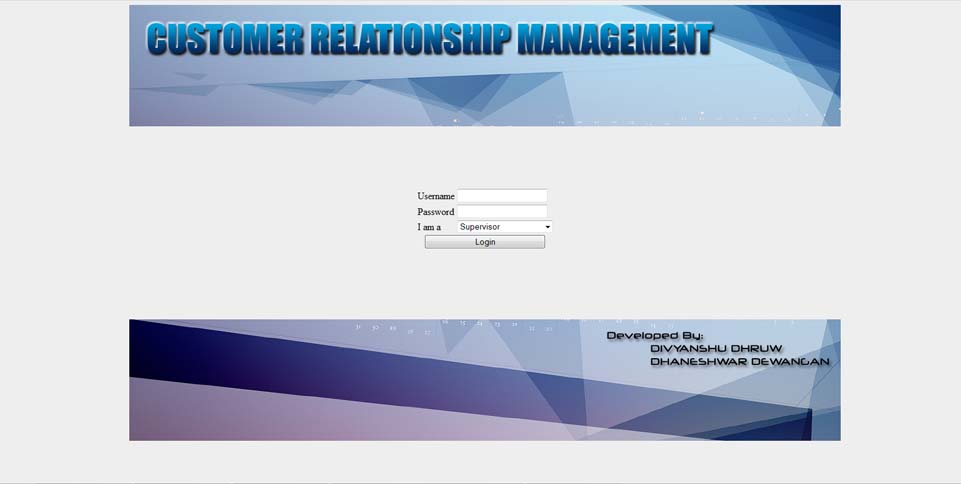 CUSTOMER RELATIONSHIP MANAGEMENT
Username
Password
I am a Supervisor
Login
Developed By:
DIVYANSHU DHRUW
DHANESHWAR DEWANGAN